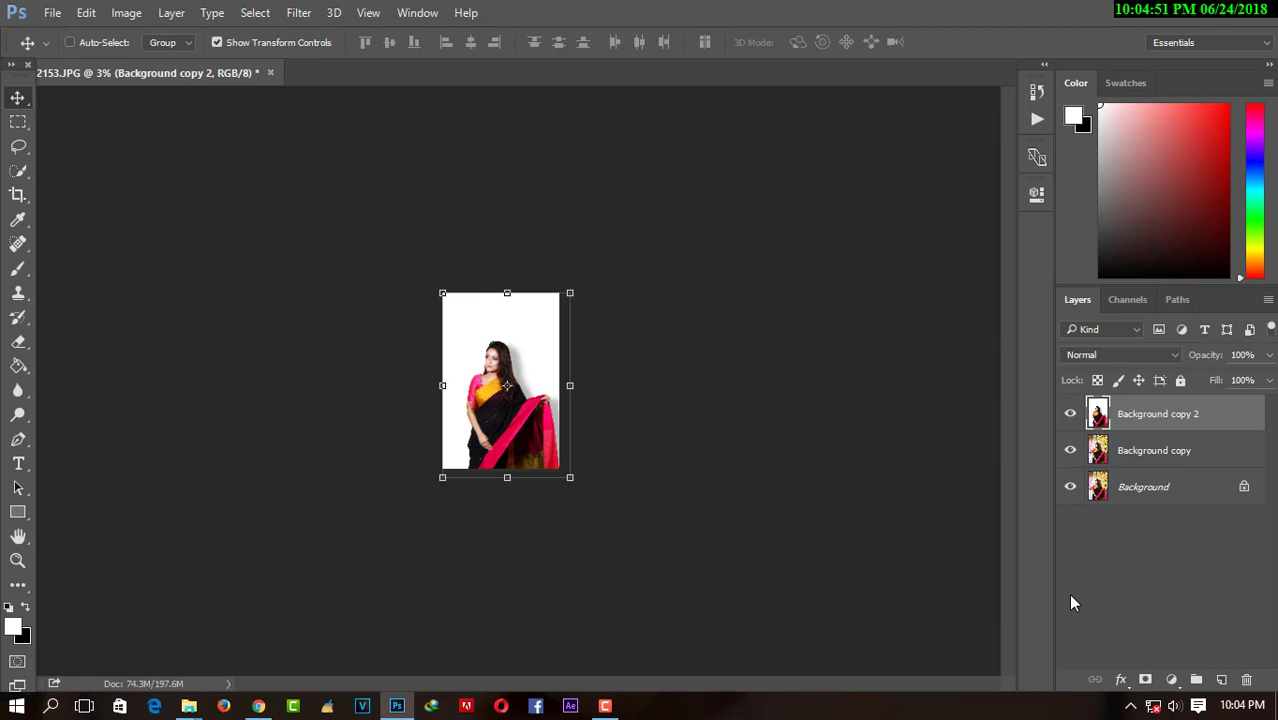 10:04:51 PM 06/24/2018
Ps File Edit Image Layer Type Select Filter 3D View Window Help
Auto-Select: Group Show Transform Controls 3D Mode: Essentials
2153.JPG @ 3% (Background copy 2, RGB/8) *
Color Swatches
Layers Channels Paths
Kind
Normal Opacity: 100%
Lock: Fill: 100%
Background copy 2
Background copy
Background
fx
Doc: 74.3M/197.6M
10:04 PM